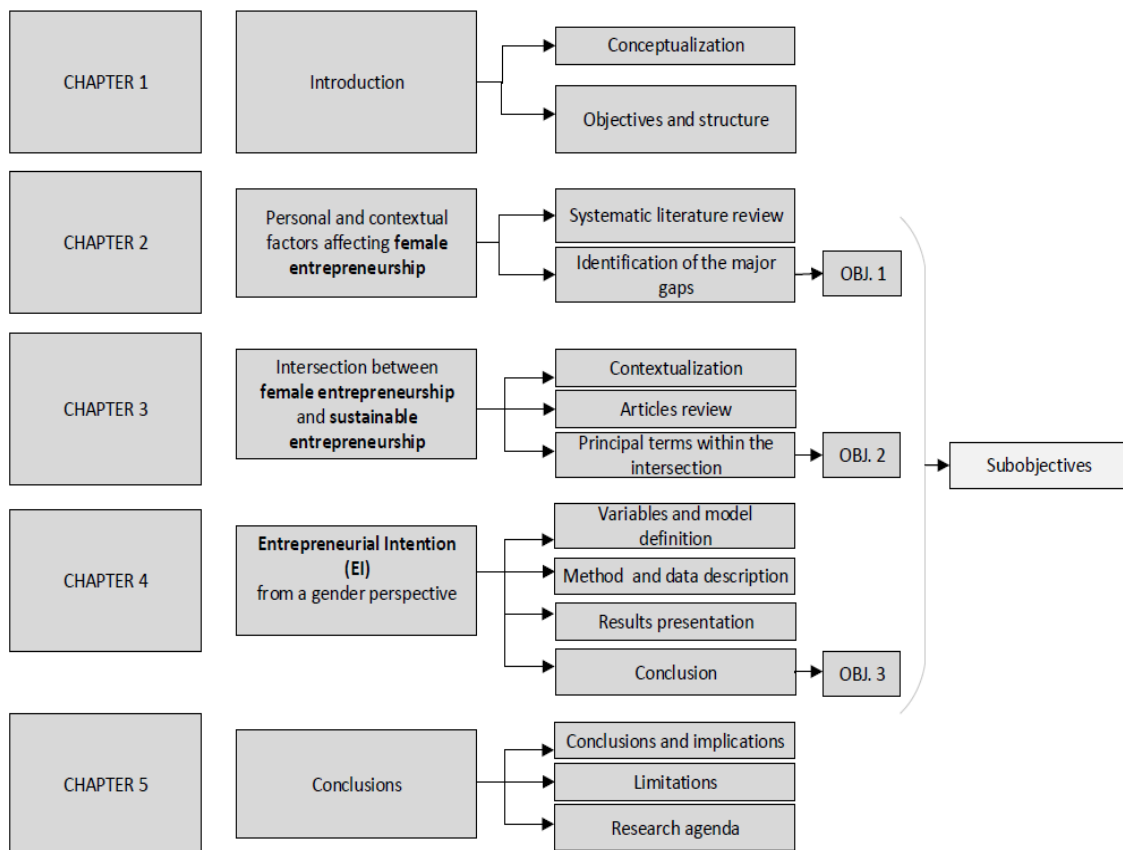 CHAPTER 1
Introduction
Conceptualization
Objectives and structure
CHAPTER 2
Personal and contextual
factors affecting female
entrepreneurship
Systematic literature review
Identification of the major
gaps
OBJ. 1
CHAPTER 3
Intersection between
female entrepreneurship
and sustainable
entrepreneurship
Contextualization
Articles review
Principal terms within the
intersection
OBJ. 2
Subobjectives
CHAPTER 4
Entrepreneurial Intention
(EI)
from a gender perspective
Variables and model
definition
Method and data description
Results presentation
Conclusion
OBJ. 3
CHAPTER 5
Conclusions
Conclusions and implications
Limitations
Research agenda